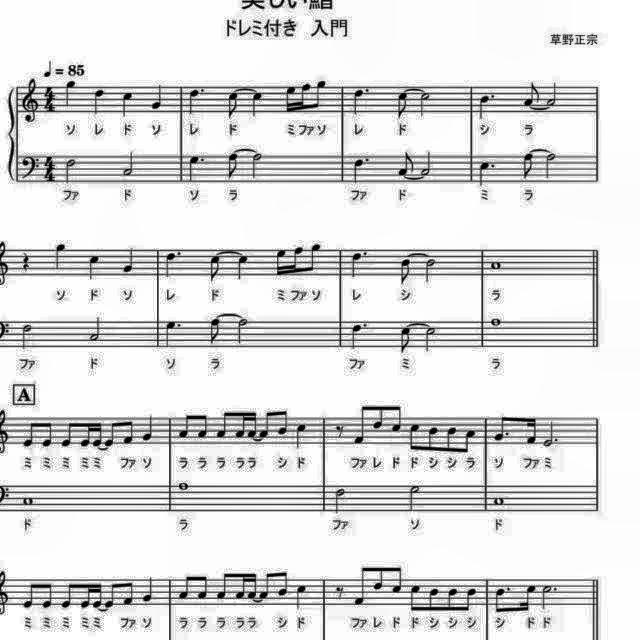 美しい鰭
ドレミ付き 入門
草野正宗
= 85
ソ レ ド ソ レ ド ミファソ レ ド シ ラ
ファ ド ソ ラ ファ ド ミ ラ
ソ ド ソ レ ド ミファソ レ シ ラ
ファ ド ソ ラ ファ ミ ラ
A
ミ ミ ミ ミミ ファ ソ ラ ラ ラ ララ シ ド ファ レ ド ド シ シ ラ ソ ファ ミ
ド ラ ファ ソ ド
ミ ミ ミ ミミ ファ ソ ラ ラ ラ ララ シ ド ファ レ ド ド シ シ シ シ ド ド